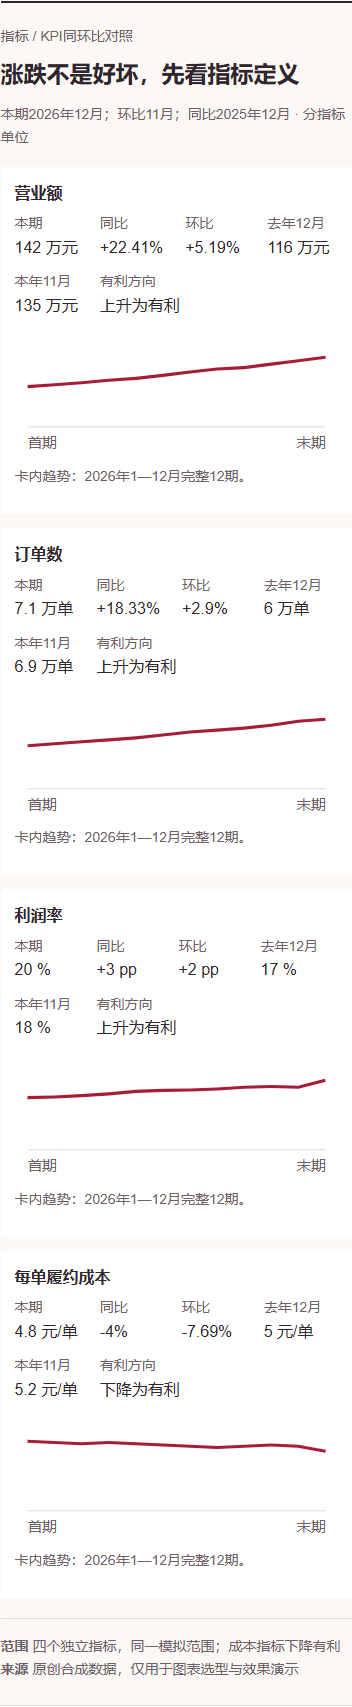 指标 / KPI同环比对照
涨跌不是好坏，先看指标定义
本期2026年12月；环比11月；同比2025年12月 · 分指标
单位
营业额
本期 同比 环比 去年12月
142 万元 +22.41% +5.19% 116 万元
本年11月 有利方向
135 万元 上升为有利
首期 末期
卡内趋势：2026年1—12月完整12期。
订单数
本期 同比 环比 去年12月
7.1 万单 +18.33% +2.9% 6 万单
本年11月 有利方向
6.9 万单 上升为有利
首期 末期
卡内趋势：2026年1—12月完整12期。
利润率
本期 同比 环比 去年12月
20 % +3 pp +2 pp 17 %
本年11月 有利方向
18 % 上升为有利
首期 末期
卡内趋势：2026年1—12月完整12期。
每单履约成本
本期 同比 环比 去年12月
4.8 元/单 -4% -7.69% 5 元/单
本年11月 有利方向
5.2 元/单 下降为有利
首期 末期
卡内趋势：2026年1—12月完整12期。
范围 四个独立指标，同一模拟范围；成本指标下降有利
来源 原创合成数据，仅用于图表选型与效果演示